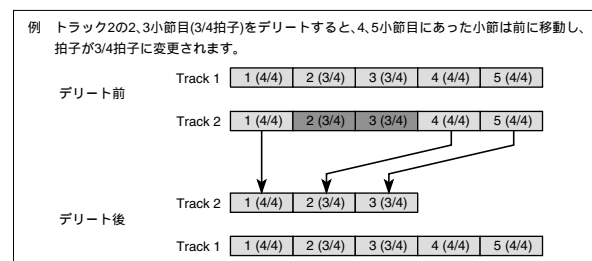 例 トラック2の2、3小節目(3/4拍子)をデリートすると、4、5小節目にあった小節は前に移動し、
拍子が3/4拍子に変更されます。
デリート前
Track 1 1 (4/4) 2 (3/4) 3 (3/4) 4 (4/4) 5 (4/4)
Track 2 1 (4/4) 2 (3/4) 3 (3/4) 4 (4/4) 5 (4/4)
デリート後
Track 2 1 (4/4) 2 (3/4) 3 (3/4)
Track 1 1 (4/4) 2 (3/4) 3 (3/4) 4 (4/4) 5 (4/4)